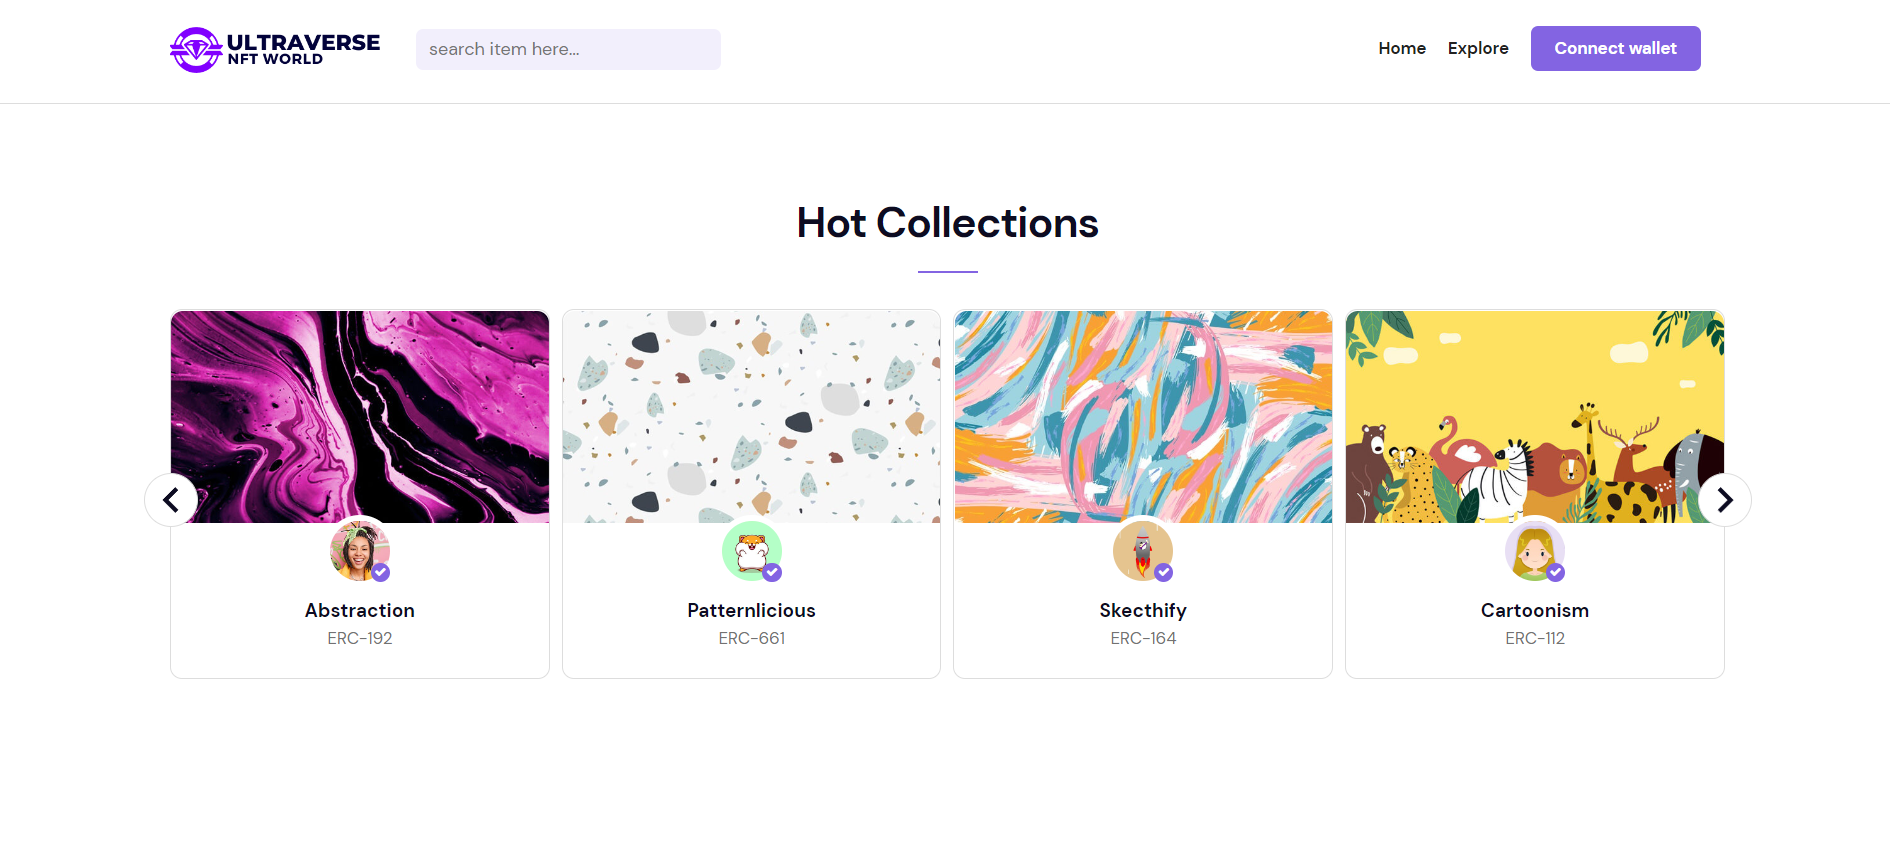 ULTRAVERSE
NFT WORLD
search item here...
Home
Explore
Connect wallet
Hot Collections
Abstraction
ERC-192
Patternlicious
ERC-661
Skecthify
ERC-164
Cartoonism
ERC-112